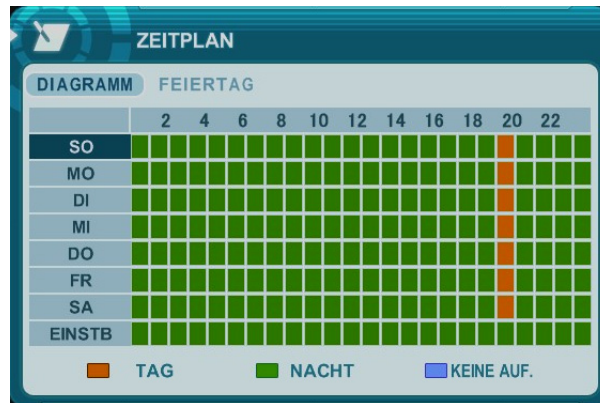 ZEITPLAN
DIAGRAMM FEIERTAG
2 4 6 8 10 12 14 16 18 20 22
SO
MO
DI
MI
DO
FR
SA
EINSTB
TAG NACHT KEINE AUF.